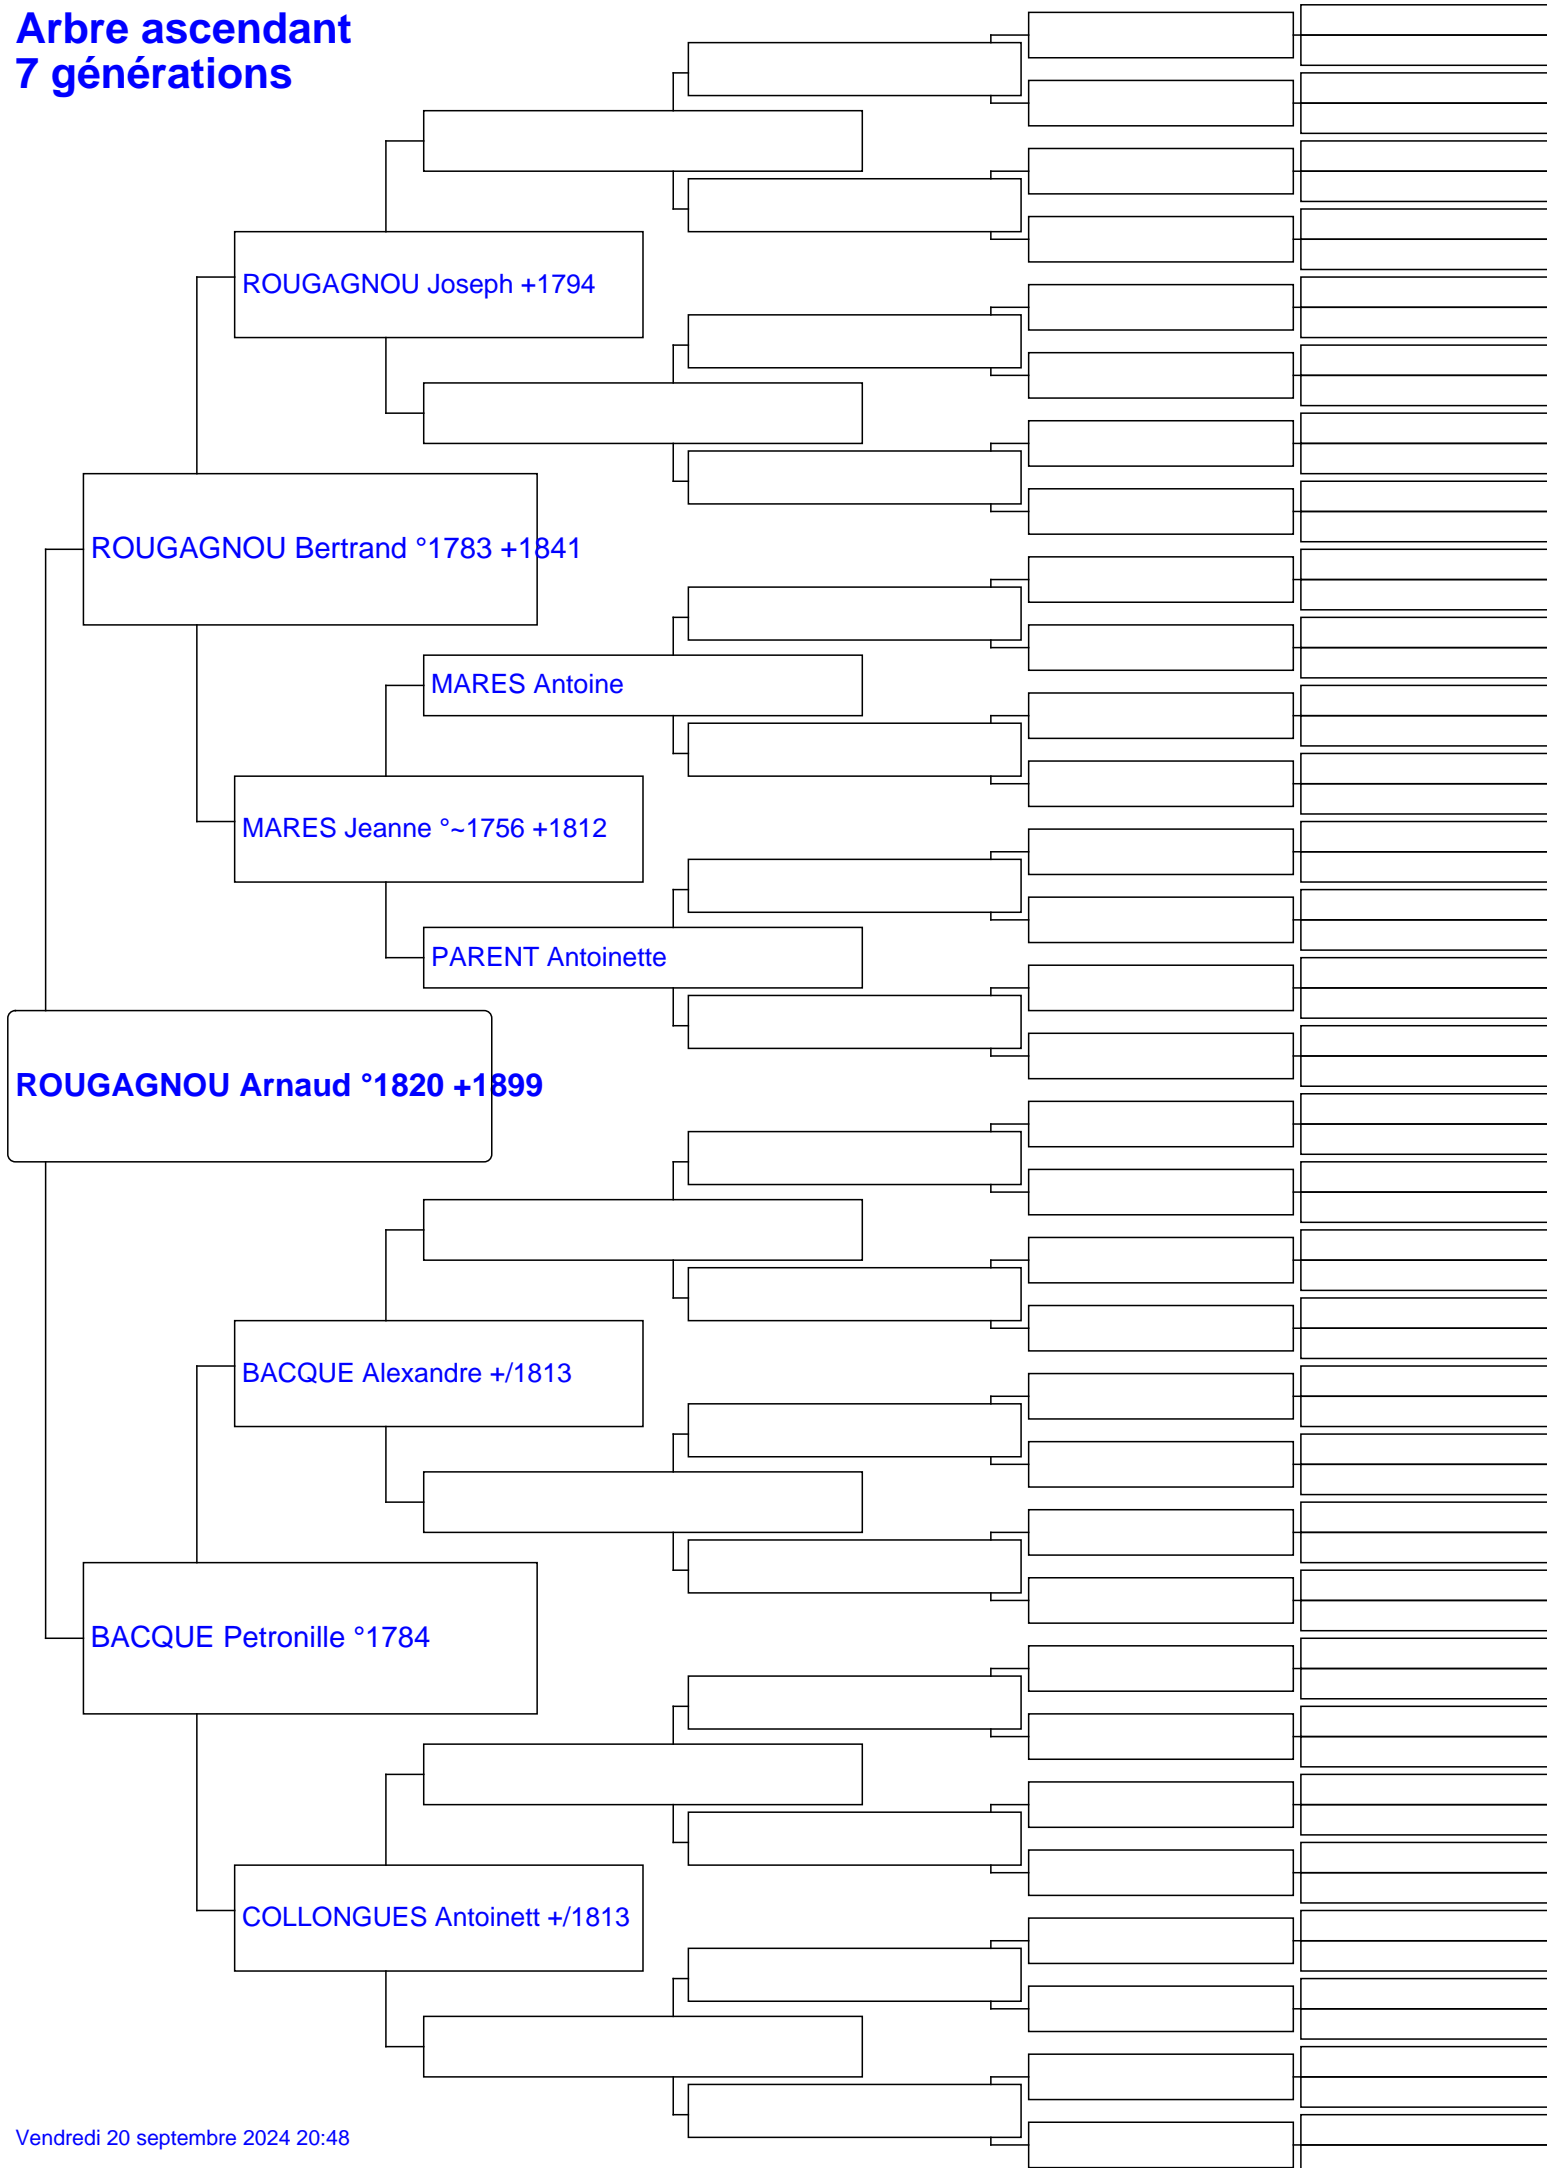 Arbre ascendant
7 générations
ROUGAGNOU Joseph +1794
ROUGAGNOU Bertrand °1783 +1841
MARES Antoine
MARES Jeanne °~1756 +1812
PARENT Antoinette
ROUGAGNOU Arnaud °1820 +1899
BACQUE Alexandre +/1813
BACQUE Petronille °1784
COLLONGUES Antoinett +/1813
Vendredi 20 septembre 2024 20:48